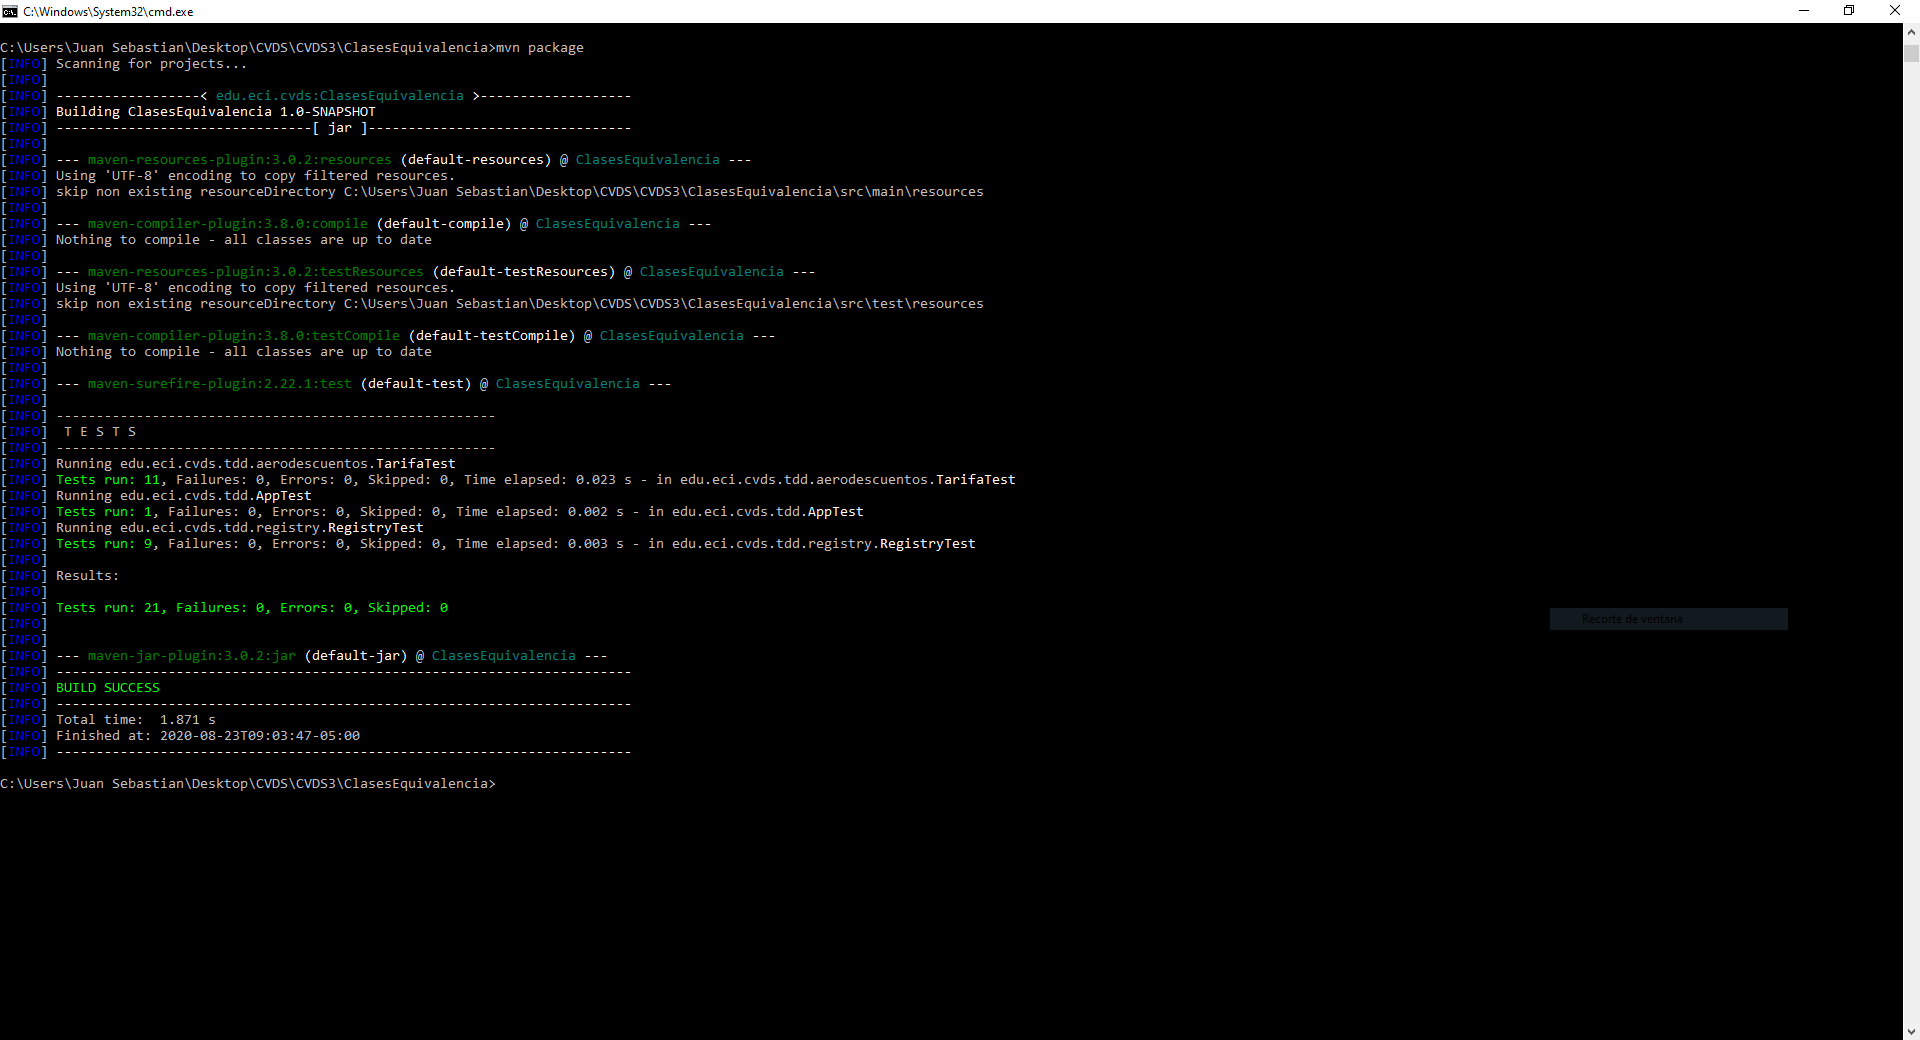 C:\Windows\System32\cmd.exe
C:\Users\Juan Sebastian\Desktop\CVDS\CVDS3\ClasesEquivalencia>mvn package
[INFO] Scanning for projects...
[INFO]
[INFO] ------------------< edu.eci.cvds:ClasesEquivalencia >-------------------
[INFO] Building ClasesEquivalencia 1.0-SNAPSHOT
[INFO] --------------------------------[ jar ]---------------------------------
[INFO]
[INFO] --- maven-resources-plugin:3.0.2:resources (default-resources) @ ClasesEquivalencia ---
[INFO] Using 'UTF-8' encoding to copy filtered resources.
[INFO] skip non existing resourceDirectory C:\Users\Juan Sebastian\Desktop\CVDS\CVDS3\ClasesEquivalencia\src\main\resources
[INFO]
[INFO] --- maven-compiler-plugin:3.8.0:compile (default-compile) @ ClasesEquivalencia ---
[INFO] Nothing to compile - all classes are up to date
[INFO]
[INFO] --- maven-resources-plugin:3.0.2:testResources (default-testResources) @ ClasesEquivalencia ---
[INFO] Using 'UTF-8' encoding to copy filtered resources.
[INFO] skip non existing resourceDirectory C:\Users\Juan Sebastian\Desktop\CVDS\CVDS3\ClasesEquivalencia\src\test\resources
[INFO]
[INFO] --- maven-compiler-plugin:3.8.0:testCompile (default-testCompile) @ ClasesEquivalencia ---
[INFO] Nothing to compile - all classes are up to date
[INFO]
[INFO] --- maven-surefire-plugin:2.22.1:test (default-test) @ ClasesEquivalencia ---
[INFO]
[INFO] -------------------------------------------------------
[INFO]  T E S T S
[INFO] -------------------------------------------------------
[INFO] Running edu.eci.cvds.tdd.aerodescuentos.TarifaTest
[INFO] Tests run: 11, Failures: 0, Errors: 0, Skipped: 0, Time elapsed: 0.023 s - in edu.eci.cvds.tdd.aerodescuentos.TarifaTest
[INFO] Running edu.eci.cvds.tdd.AppTest
[INFO] Tests run: 1, Failures: 0, Errors: 0, Skipped: 0, Time elapsed: 0.002 s - in edu.eci.cvds.tdd.AppTest
[INFO] Running edu.eci.cvds.tdd.registry.RegistryTest
[INFO] Tests run: 9, Failures: 0, Errors: 0, Skipped: 0, Time elapsed: 0.003 s - in edu.eci.cvds.tdd.registry.RegistryTest
[INFO]
[INFO] Results:
[INFO]
[INFO] Tests run: 21, Failures: 0, Errors: 0, Skipped: 0
Recorte de ventana
[INFO]
[INFO]
[INFO] --- maven-jar-plugin:3.0.2:jar (default-jar) @ ClasesEquivalencia ---
[INFO] ------------------------------------------------------------------------
[INFO] BUILD SUCCESS
[INFO] ------------------------------------------------------------------------
[INFO] Total time:  1.871 s
[INFO] Finished at: 2020-08-23T09:03:47-05:00
[INFO] ------------------------------------------------------------------------
C:\Users\Juan Sebastian\Desktop\CVDS\CVDS3\ClasesEquivalencia>